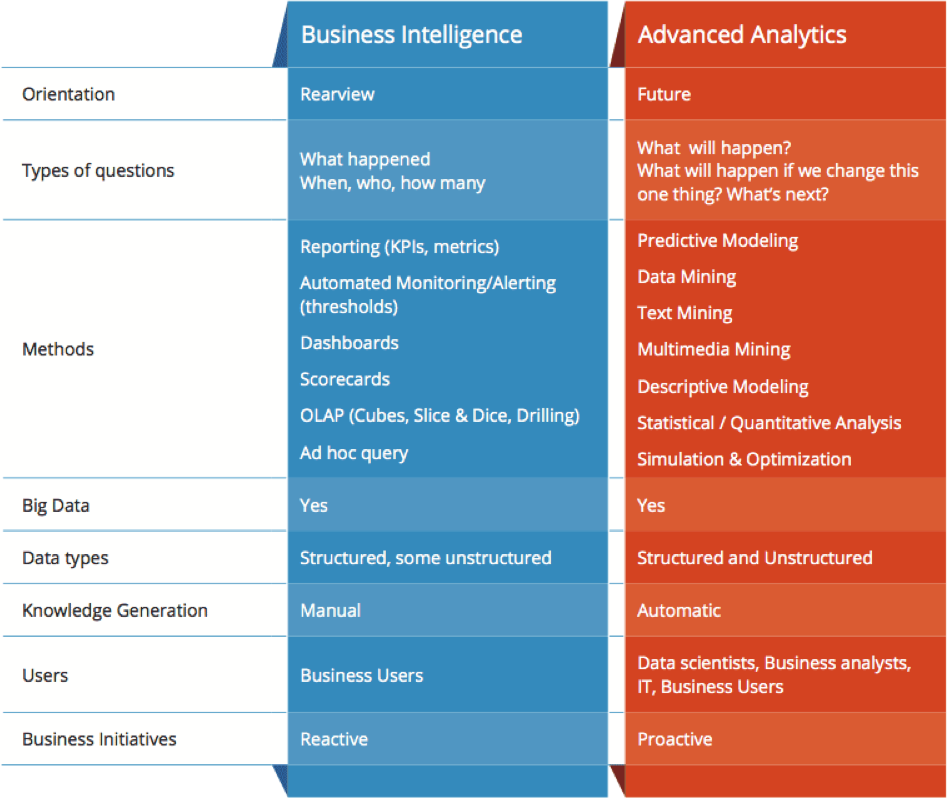 Business Intelligence
Advanced Analytics
Orientation
Rearview
Future
Types of questions
What happened
When, who, how many
What will happen?
What will happen if we change this
one thing? What's next?
Methods
Reporting (KPIs, metrics)
Automated Monitoring/Alerting
(thresholds)
Dashboards
Scorecards
OLAP (Cubes, Slice & Dice, Drilling)
Ad hoc query
Predictive Modeling
Data Mining
Text Mining
Multimedia Mining
Descriptive Modeling
Statistical / Quantitative Analysis
Simulation & Optimization
Big Data
Yes
Yes
Data types
Structured, some unstructured
Structured and Unstructured
Knowledge Generation
Manual
Automatic
Users
Business Users
Data scientists, Business analysts,
IT, Business Users
Business Initiatives
Reactive
Proactive